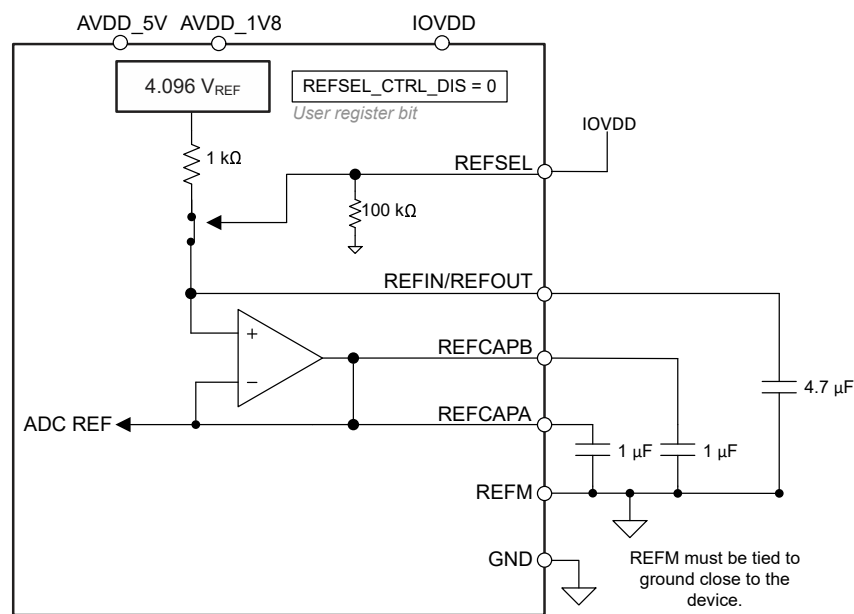 AVDD_5V AVDD_1V8 IOVDD
4.096 VREF
REFSEL_CTRL_DIS = 0
User register bit
IOVDD
1 kΩ
REFSEL
100 kΩ
REFIN/REFOUT
+
REFCAPB
−
4.7 µF
ADC REF
REFCAPA
1 µF
1 µF
REFM
GND
REFM must be tied to
ground close to the
device.